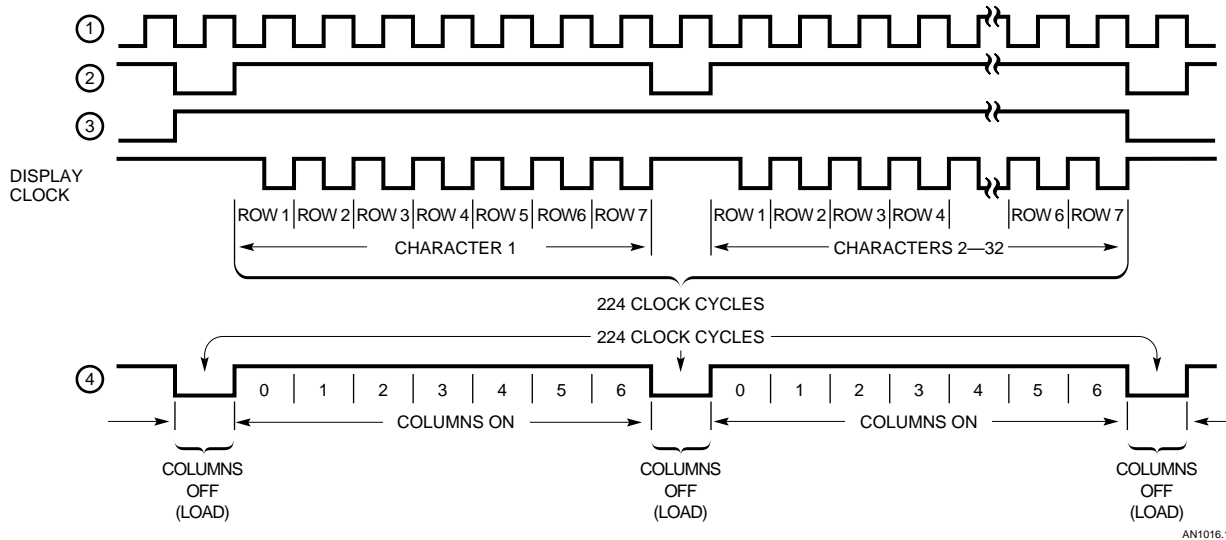 ①
②
③
DISPLAY
CLOCK
ROW 1 ROW 2 ROW 3 ROW 4 ROW 5 ROW6 ROW 7 ROW 1 ROW 2 ROW 3 ROW 4 ROW 6 ROW 7
CHARACTER 1 CHARACTERS 2—32
224 CLOCK CYCLES
224 CLOCK CYCLES
④
0 1 2 3 4 5 6 0 1 2 3 4 5 6
COLUMNS ON COLUMNS ON
COLUMNS
OFF
(LOAD)
COLUMNS
OFF
(LOAD)
COLUMNS
OFF
(LOAD)